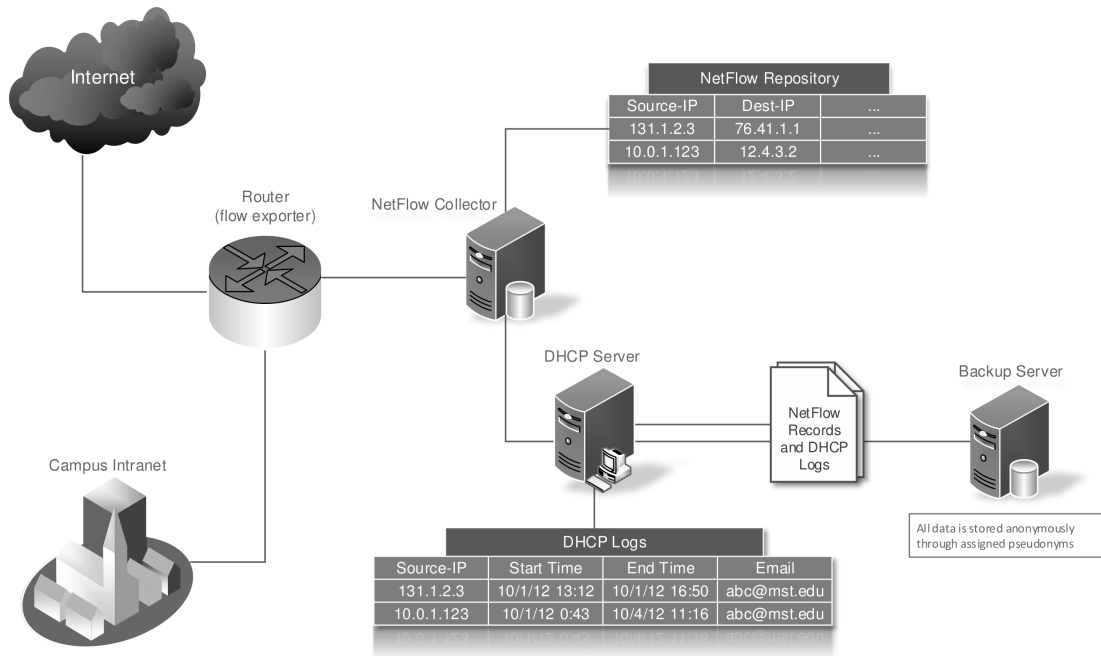 Internet
NetFlow Repository
Source-IP Dest-IP ...
131.1.2.3 76.41.1.1 ...
10.0.1.123 12.4.3.2 ...
Router
(flow exporter)
NetFlow Collector
DHCP Server
NetFlow
Records
and DHCP
Logs
Backup Server
Campus Intranet
All data is stored anonymously
through assigned pseudonyms
DHCP Logs
Source-IP Start Time End Time Email
131.1.2.3 10/1/12 13:12 10/1/12 16:50 abc@mst.edu
10.0.1.123 10/1/12 0:43 10/4/12 11:16 abc@mst.edu